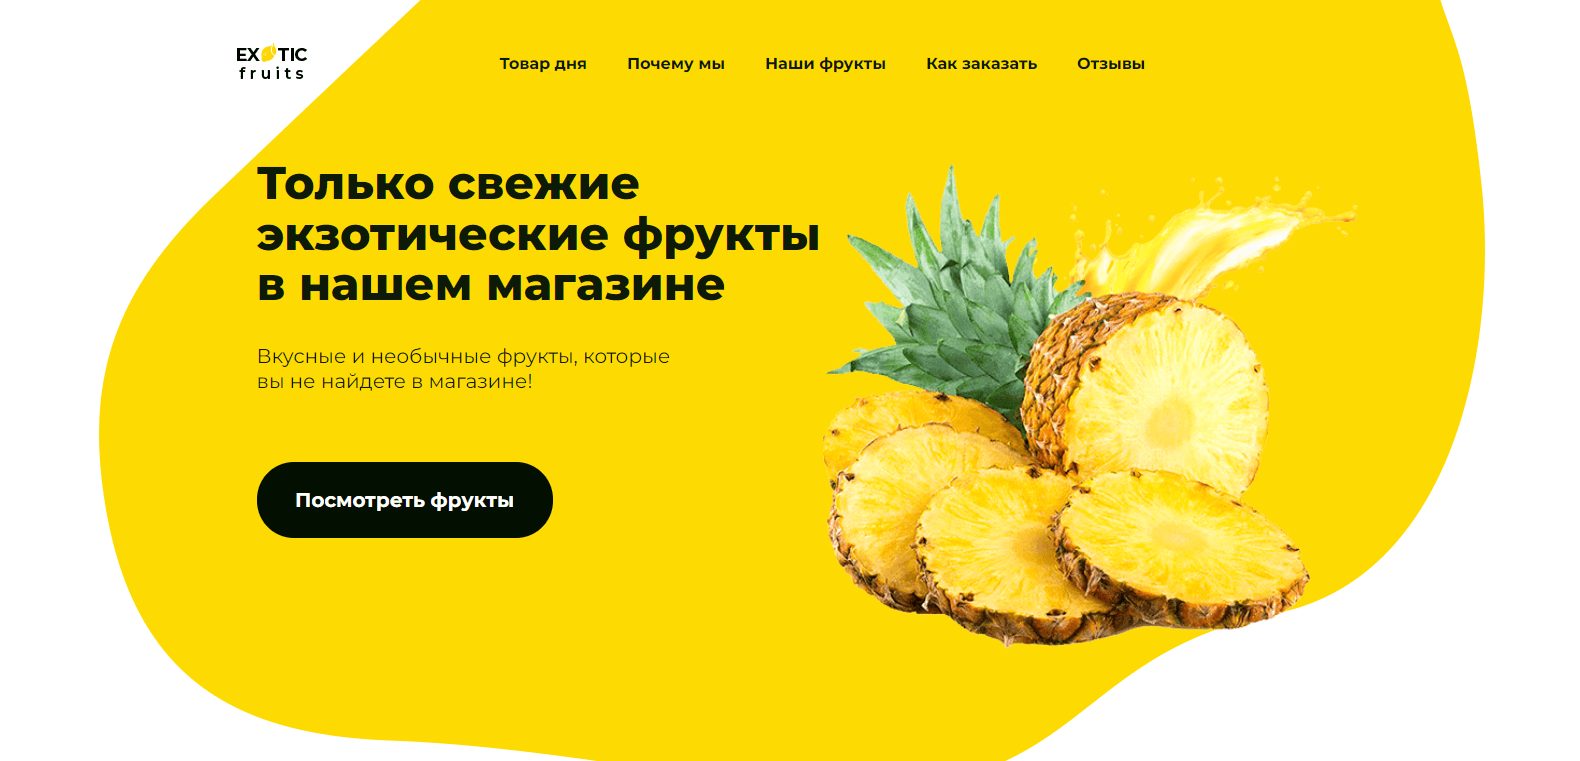 EXOTIC
fruits
Товар дня Почему мы Наши фрукты Как заказать Отзывы
Только свежие
экзотические фрукты
в нашем магазине
Вкусные и необычные фрукты, которые
вы не найдете в магазине!
Посмотреть фрукты